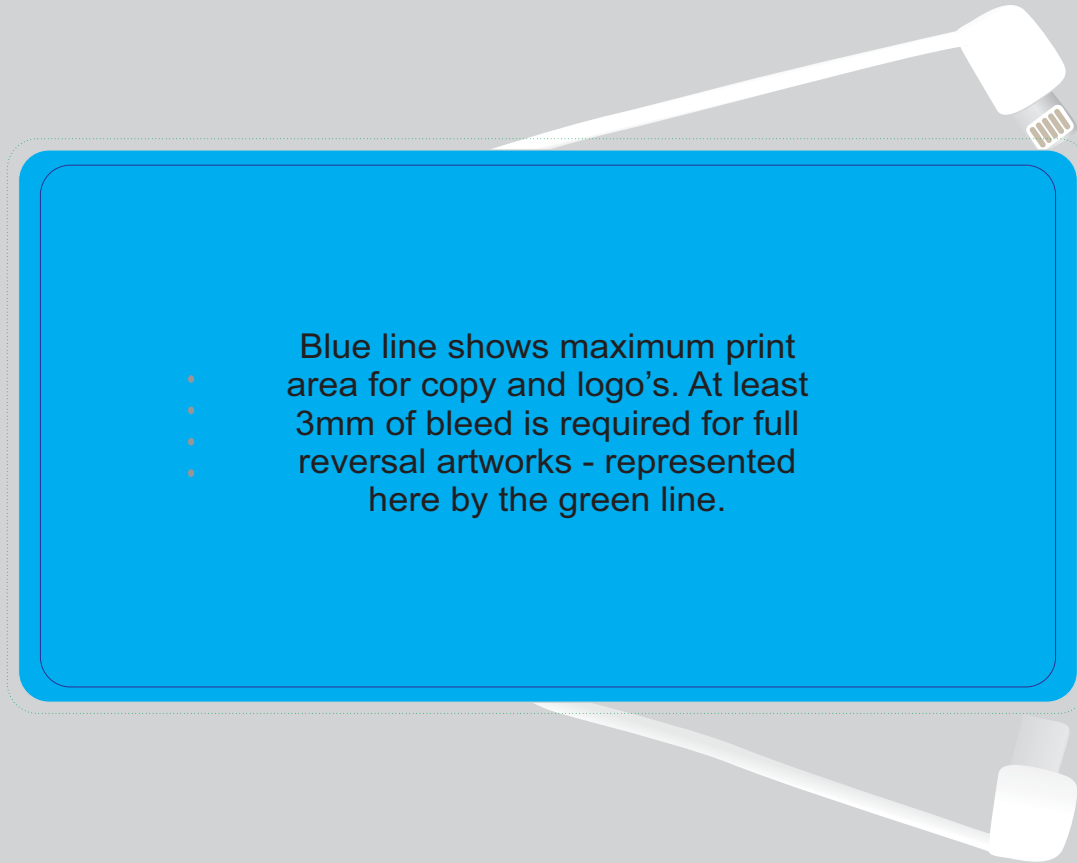 Blue line shows maximum print
area for copy and logo’s. At least
3mm of bleed is required for full
reversal artworks - represented
here by the green line.